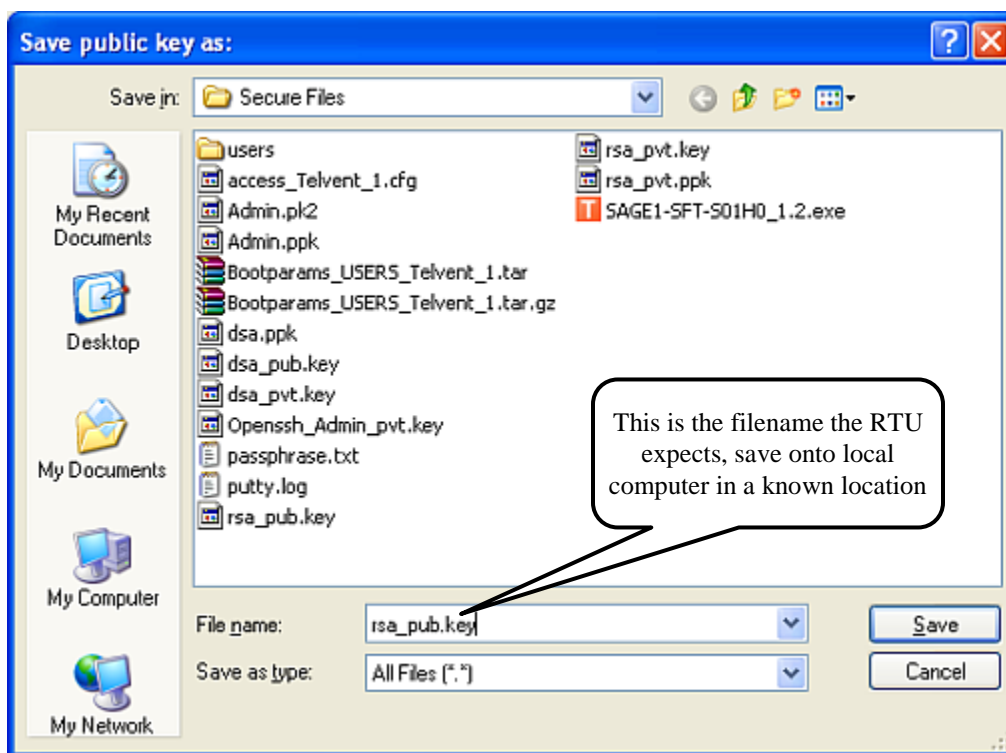 Save public key as:
Save in:
Secure Files
My Recent
Documents
Desktop
My Documents
My Computer
My Network
users
access_Telvent_1.cfg
Admin.pk2
Admin.ppk
Bootparams_USERS_Telvent_1.tar
Bootparams_USERS_Telvent_1.tar.gz
dsa.ppk
dsa_pub.key
dsa_pvt.key
Openssh_Admin_pvt.key
passphrase.txt
putty.log
rsa_pub.key
rsa_pvt.key
rsa_pvt.ppk
SAGE1-SFT-S01H0_1.2.exe
This is the filename the RTU
expects, save onto local
computer in a known location
File name:
rsa_pub.key
Save
Save as type:
All Files (*.*)
Cancel